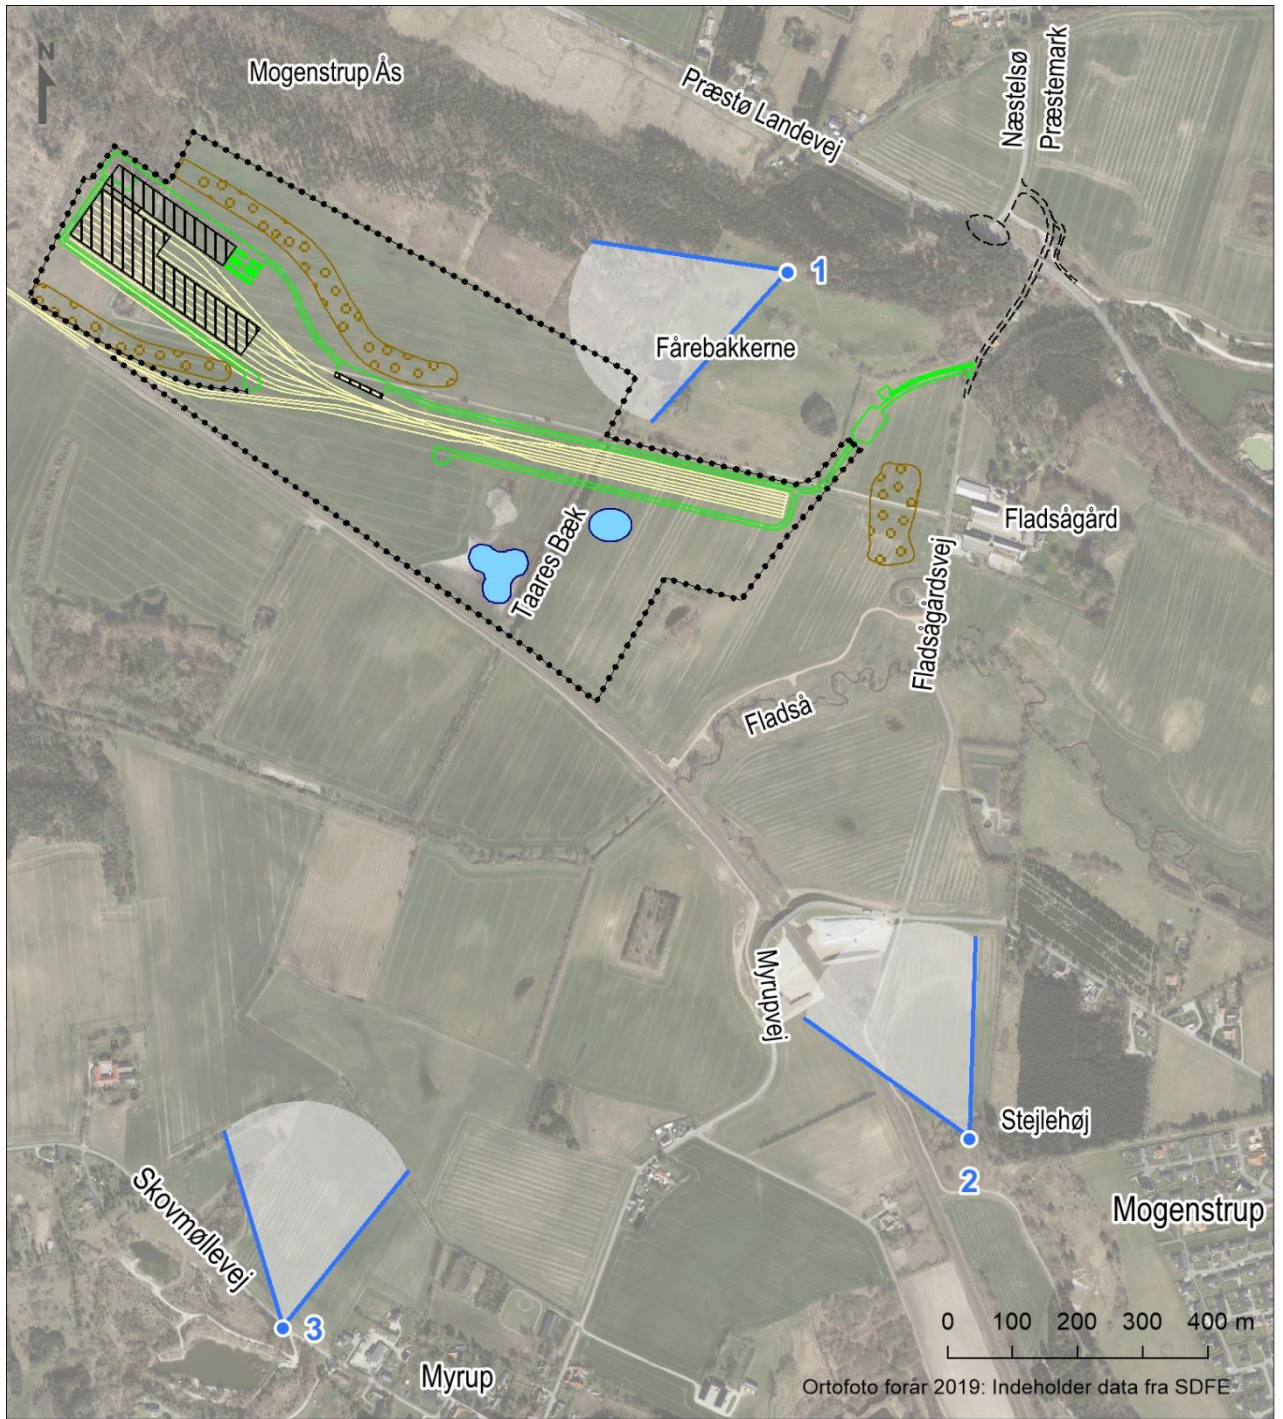 N
Mogenstrup Ås
Præstø Landevej
Næstelsø
Præstemark
1
Fårebakkerne
Fladsågård
Taares Bæk
Fladsågårdsvej
Fladså
Myrupvej
Stejlehøj
2
Mogenstrup
Skovmøllevej
3
Myrup
0 100 200 300 400 m
Ortofoto forår 2019: Indeholder data fra SDFE